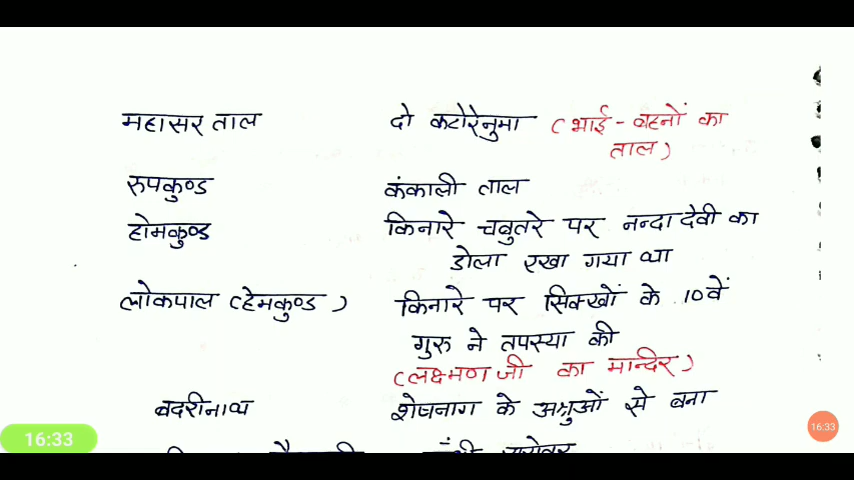 महासर ताल दो कटोरेनुमा (भाई-बहनों का
ताल)
रुपकुण्ड कंकाली ताल
होमकुण्ड किनारे चबुतरे पर नन्दादेवी का
डोला रखा गया था
लोकपाल (हेमकुण्ड) किनारे पर सिक्खों के 10वें
गुरु ने तपस्या की
(लक्ष्मण जी का मन्दिर)
बदरीनाथ शेषनाग के अश्रुओं से बना
16:33
16:33